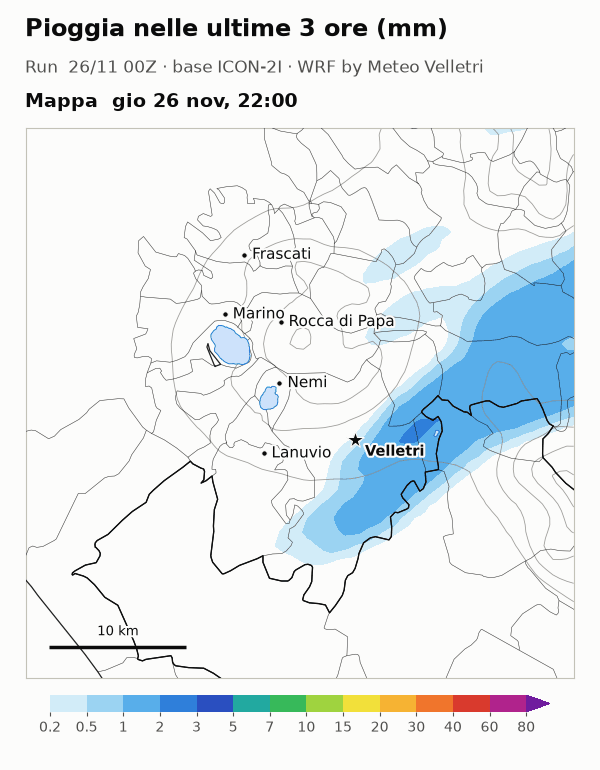 Pioggia nelle ultime 3 ore (mm)
Run  26/11 00Z · base ICON-2I · WRF by Meteo Velletri
Mappa  gio 26 nov, 22:00
Frascati
Marino
Rocca di Papa
Nemi
Velletri
Lanuvio
10 km
0.2 0.5 1 2 3 5 7 10 15 20 30 40 60 80